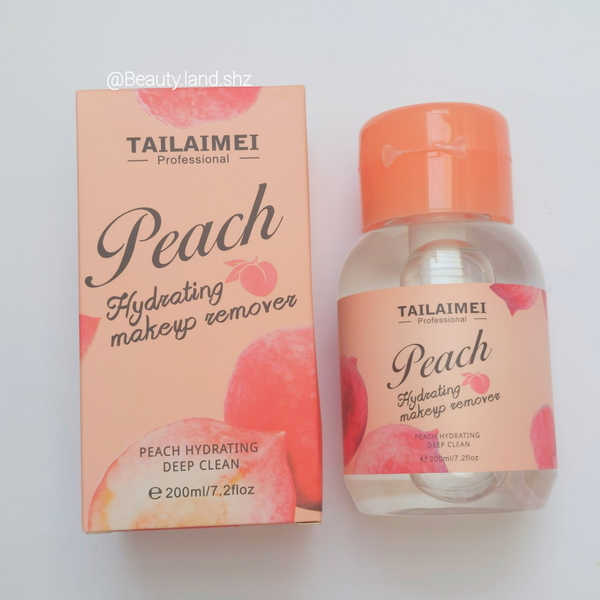 @Beauty.land.shz
TAILAIMEI
Professional
Peach
Hydrating
makeup remover
PEACH HYDRATING
DEEP CLEAN
℮ 200ml/7.2floz
TAILAIMEI
Professional
Peach
Hydrating
makeup remover
PEACH HYDRATING
DEEP CLEAN
℮ 200ml/7.2floz